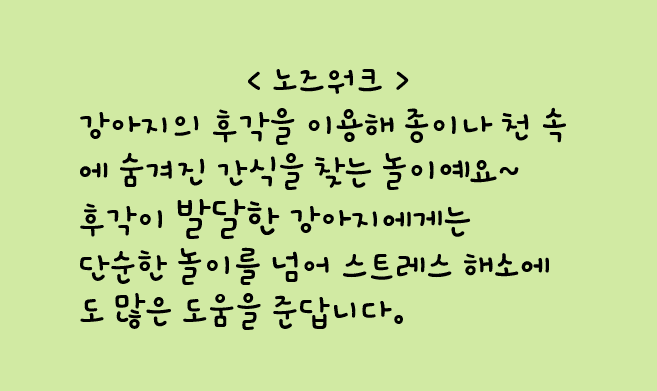 < 노즈워크 >
강아지의 후각을 이용해 종이나 천 속
에 숨겨진 간식을 찾는 놀이예요~
후각이 발달한 강아지에게는
단순한 놀이를 넘어 스트레스 해소에
도 많은 도움을 준답니다.